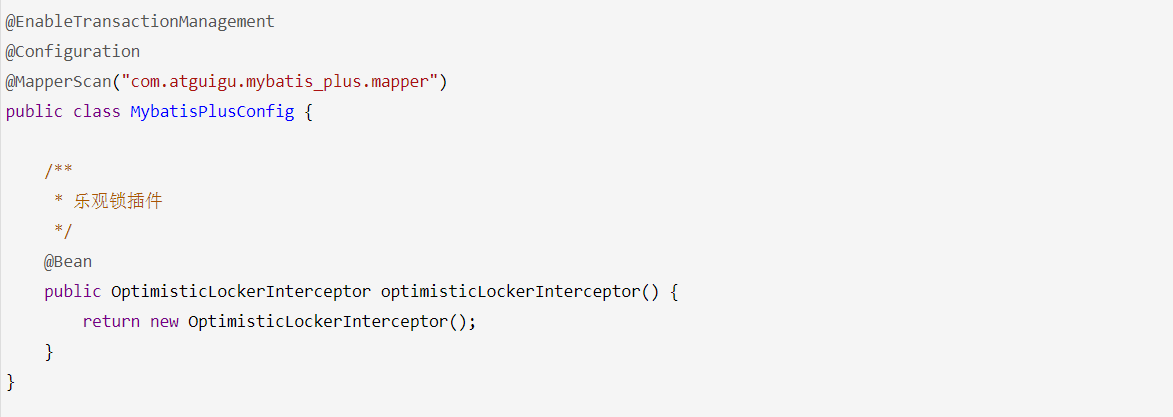 @EnableTransactionManagement
@Configuration
@MapperScan("com.atguigu.mybatis_plus.mapper")
public class MybatisPlusConfig {
/**
* 乐观锁插件
*/
@Bean
public OptimisticLockerInterceptor optimisticLockerInterceptor() {
return new OptimisticLockerInterceptor();
}
}